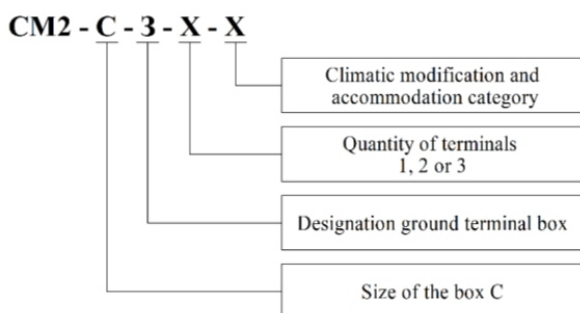 CM2 - C - 3 - X - X
Climatic modification and
accommodation category
Quantity of terminals
1, 2 or 3
Designation ground terminal box
Size of the box C